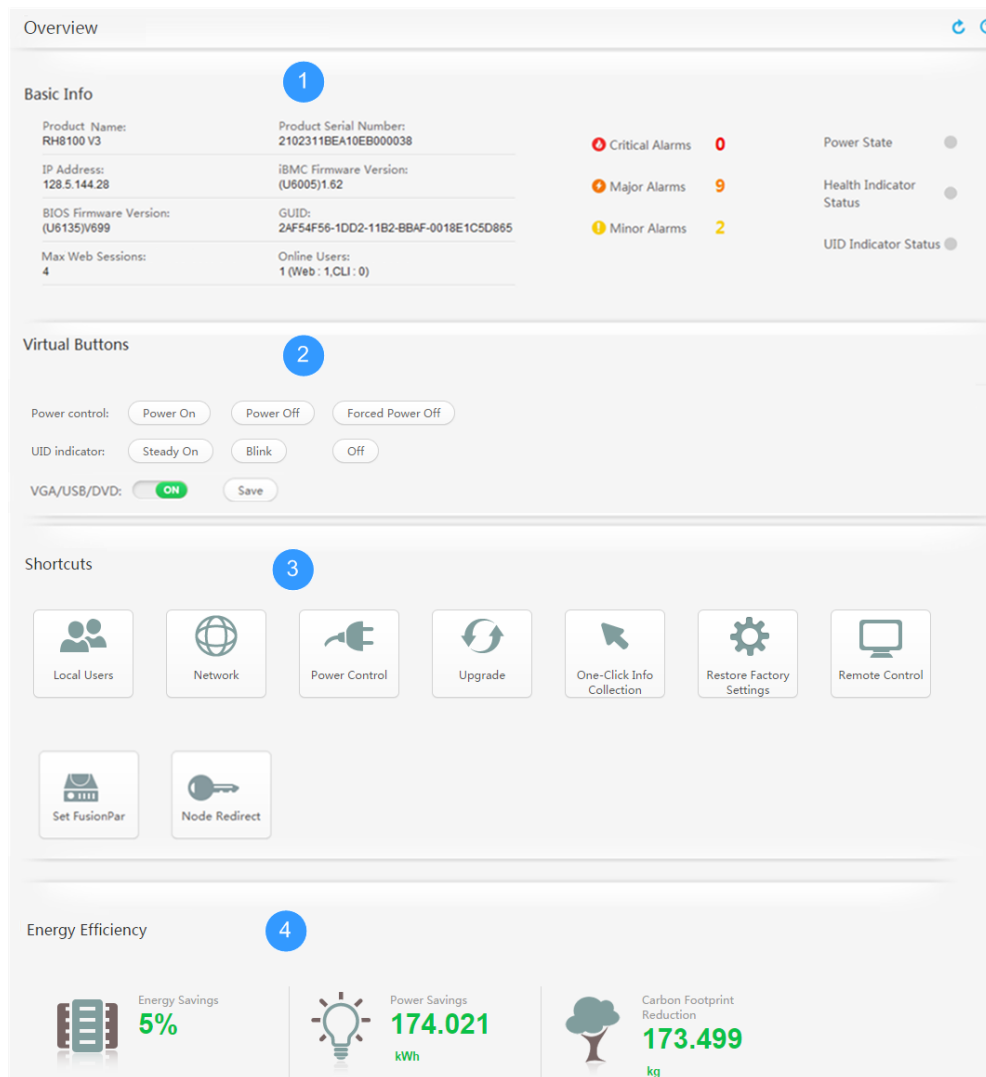 Overview
1
Basic Info
Product Name:
RH8100 V3
Product Serial Number:
2102311BEA10EB000038
IP Address:
128.5.144.28
iBMC Firmware Version:
(U6005)1.62
BIOS Firmware Version:
(U6135)V699
GUID:
2AF54F56-1DD2-11B2-BBAF-0018E1C5D865
Max Web Sessions:
4
Online Users:
1 (Web : 1,CLI : 0)
Critical Alarms 0
Major Alarms 9
Minor Alarms 2
Power State
Health Indicator
Status
UID Indicator Status
Virtual Buttons
2
Power control: Power On Power Off Forced Power Off
UID indicator: Steady On Blink Off
VGA/USB/DVD: ON Save
Shortcuts
3
Local Users
Network
Power Control
Upgrade
One-Click Info
Collection
Restore Factory
Settings
Remote Control
Set FusionPar
Node Redirect
Energy Efficiency
4
Energy Savings
5%
Power Savings
174.021
kWh
Carbon Footprint
Reduction
173.499
kg